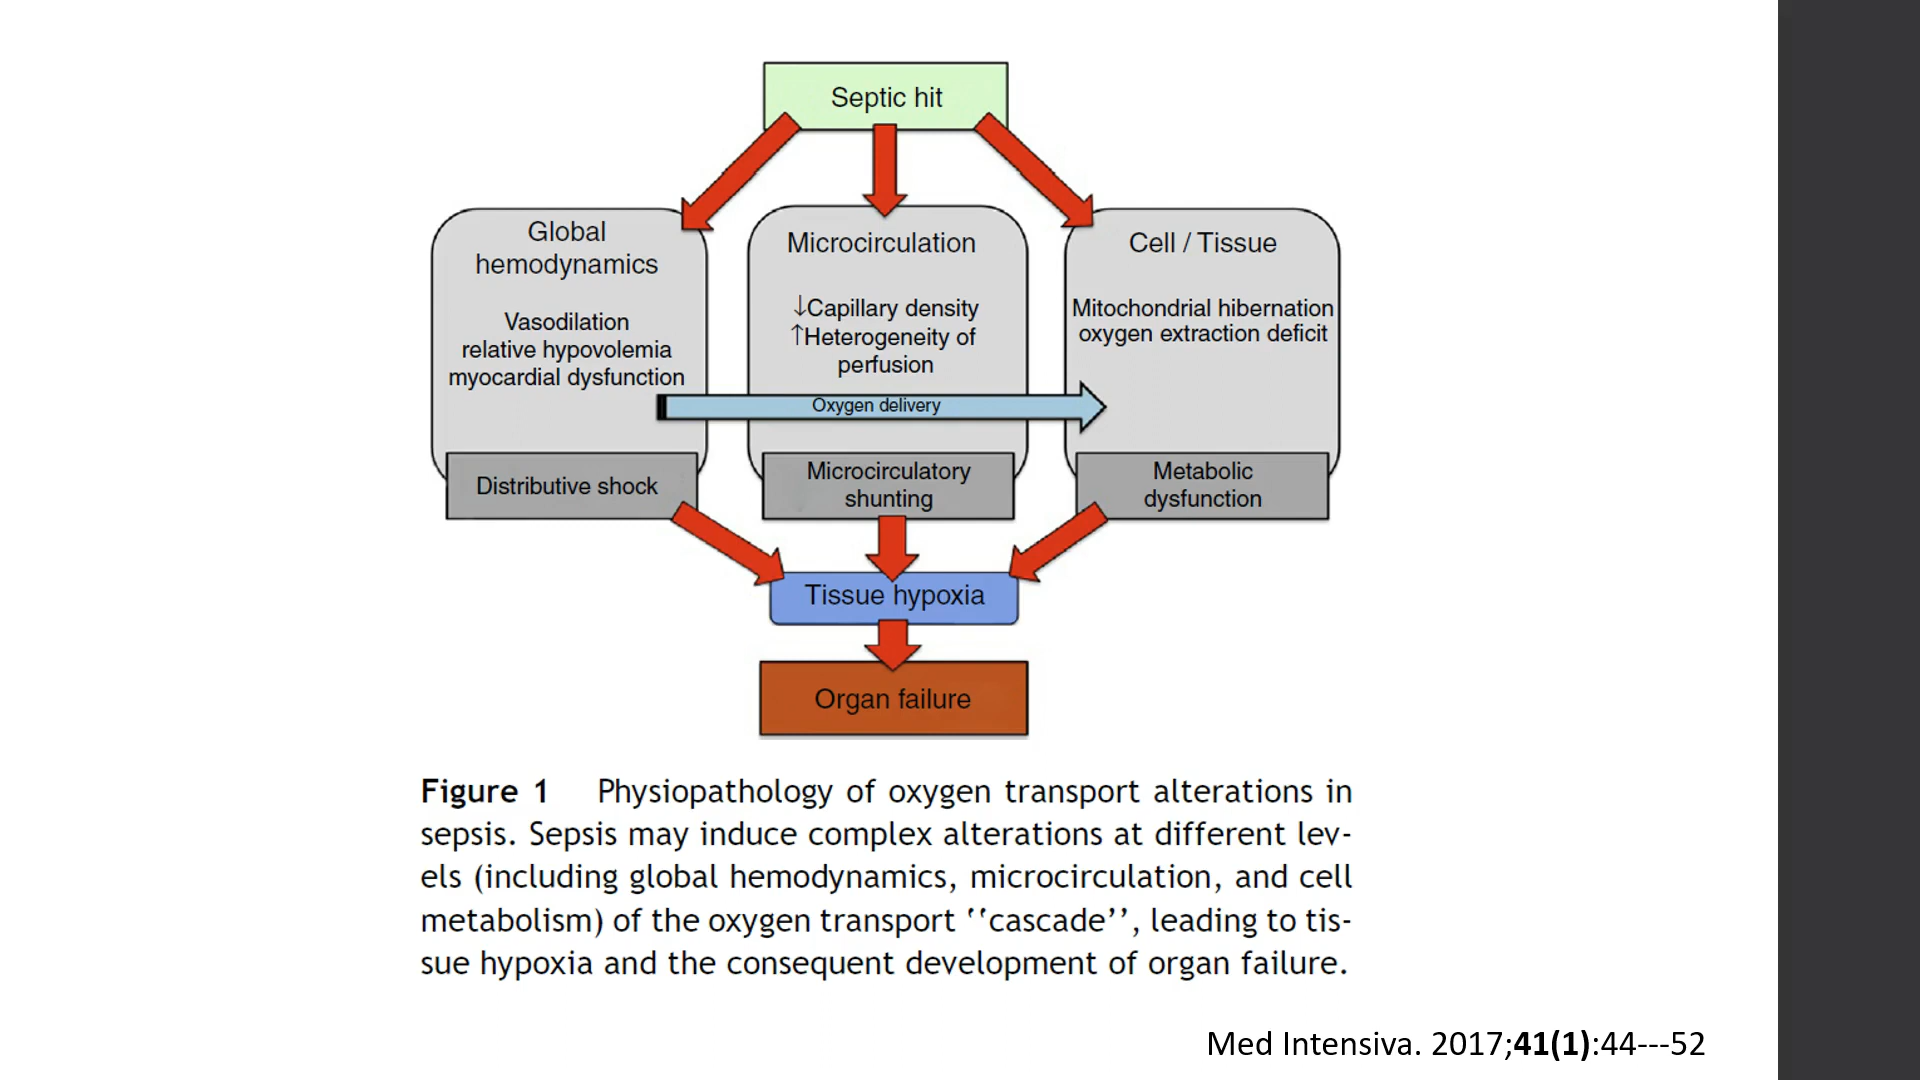 Septic hit
Global
hemodynamics
Vasodilation
relative hypovolemia
myocardial dysfunction
Distributive shock
Microcirculation
↓Capillary density
↑Heterogeneity of
perfusion
Oxygen delivery
Microcirculatory
shunting
Cell / Tissue
Mitochondrial hibernation
oxygen extraction deficit
Metabolic
dysfunction
Tissue hypoxia
Organ failure
Figure 1 Physiopathology of oxygen transport alterations in
sepsis. Sepsis may induce complex alterations at different lev-
els (including global hemodynamics, microcirculation, and cell
metabolism) of the oxygen transport ‘‘cascade’’, leading to tis-
sue hypoxia and the consequent development of organ failure.
Med Intensiva. 2017;41(1):44---52